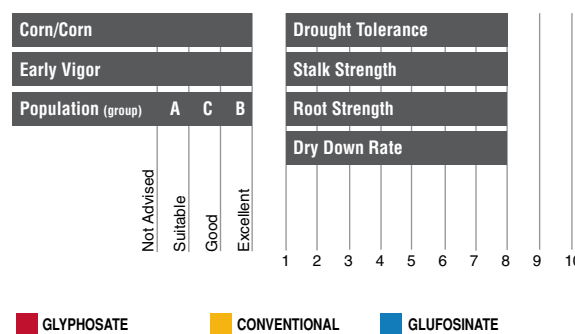 Corn/Corn
Early Vigor
Population (group) A C B
Not Advised
Suitable
Good
Excellent
Drought Tolerance
Stalk Strength
Root Strength
Dry Down Rate
1 2 3 4 5 6 7 8 9 10
GLYPHOSATE CONVENTIONAL GLUFOSINATE